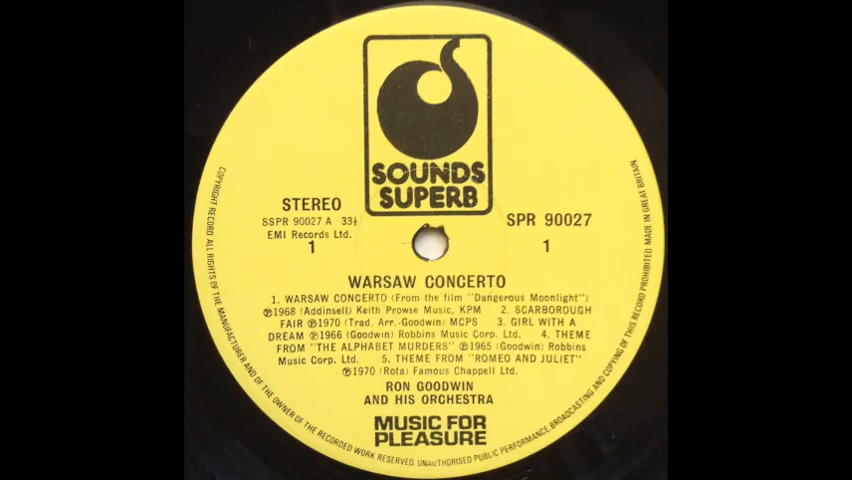 SOUNDS
SUPERB
STEREO
SSPR 90027 A 33⅓
EMI Records Ltd.
1
SPR 90027
1
WARSAW CONCERTO
1. WARSAW CONCERTO (From the film "Dangerous Moonlight")
℗1968 (Addinsell) Keith Prowse Music, KPM 2. SCARBOROUGH
FAIR ℗1970 (Trad. Arr.-Goodwin) MCPS 3. GIRL WITH A
DREAM ℗1966 (Goodwin) Robbins Music Corp. Ltd. 4. THEME
FROM "THE ALPHABET MURDERS" ℗1965 (Goodwin) Robbins
Music Corp. Ltd. 5. THEME FROM "ROMEO AND JULIET"
℗1970 (Rota) Famous Chappell Ltd.
RON GOODWIN
AND HIS ORCHESTRA
MUSIC FOR
PLEASURE
COPYRIGHT RECORD ALL RIGHTS OF THE MANUFACTURER AND OF THE OWNER OF THE RECORDED WORK RESERVED UNAUTHORISED PUBLIC PERFORMANCE BROADCASTING AND COPYING OF THIS RECORD PROHIBITED MADE IN GREAT BRITAIN